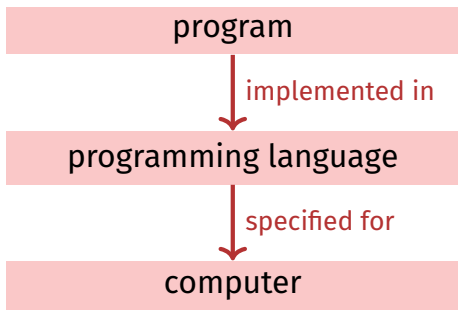 program
implemented in
programming language
specified for
computer